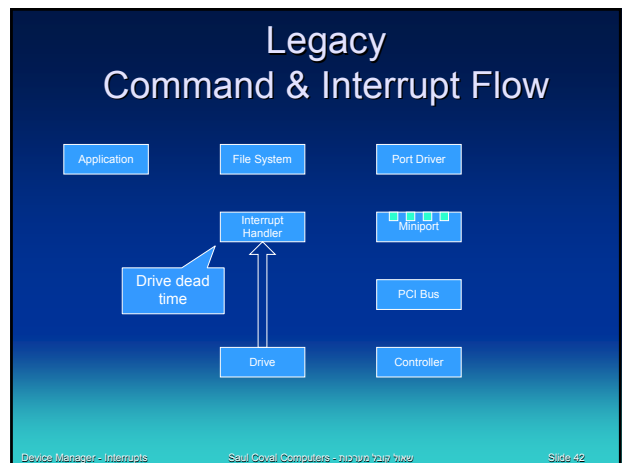 Legacy
Command & Interrupt Flow
Application
File System
Port Driver
Interrupt
Handler
Miniport
Drive dead
time
PCI Bus
Drive
Controller
Device Manager - Interrupts
Saul Coval Computers - שאול קובל מערכות
Slide 42